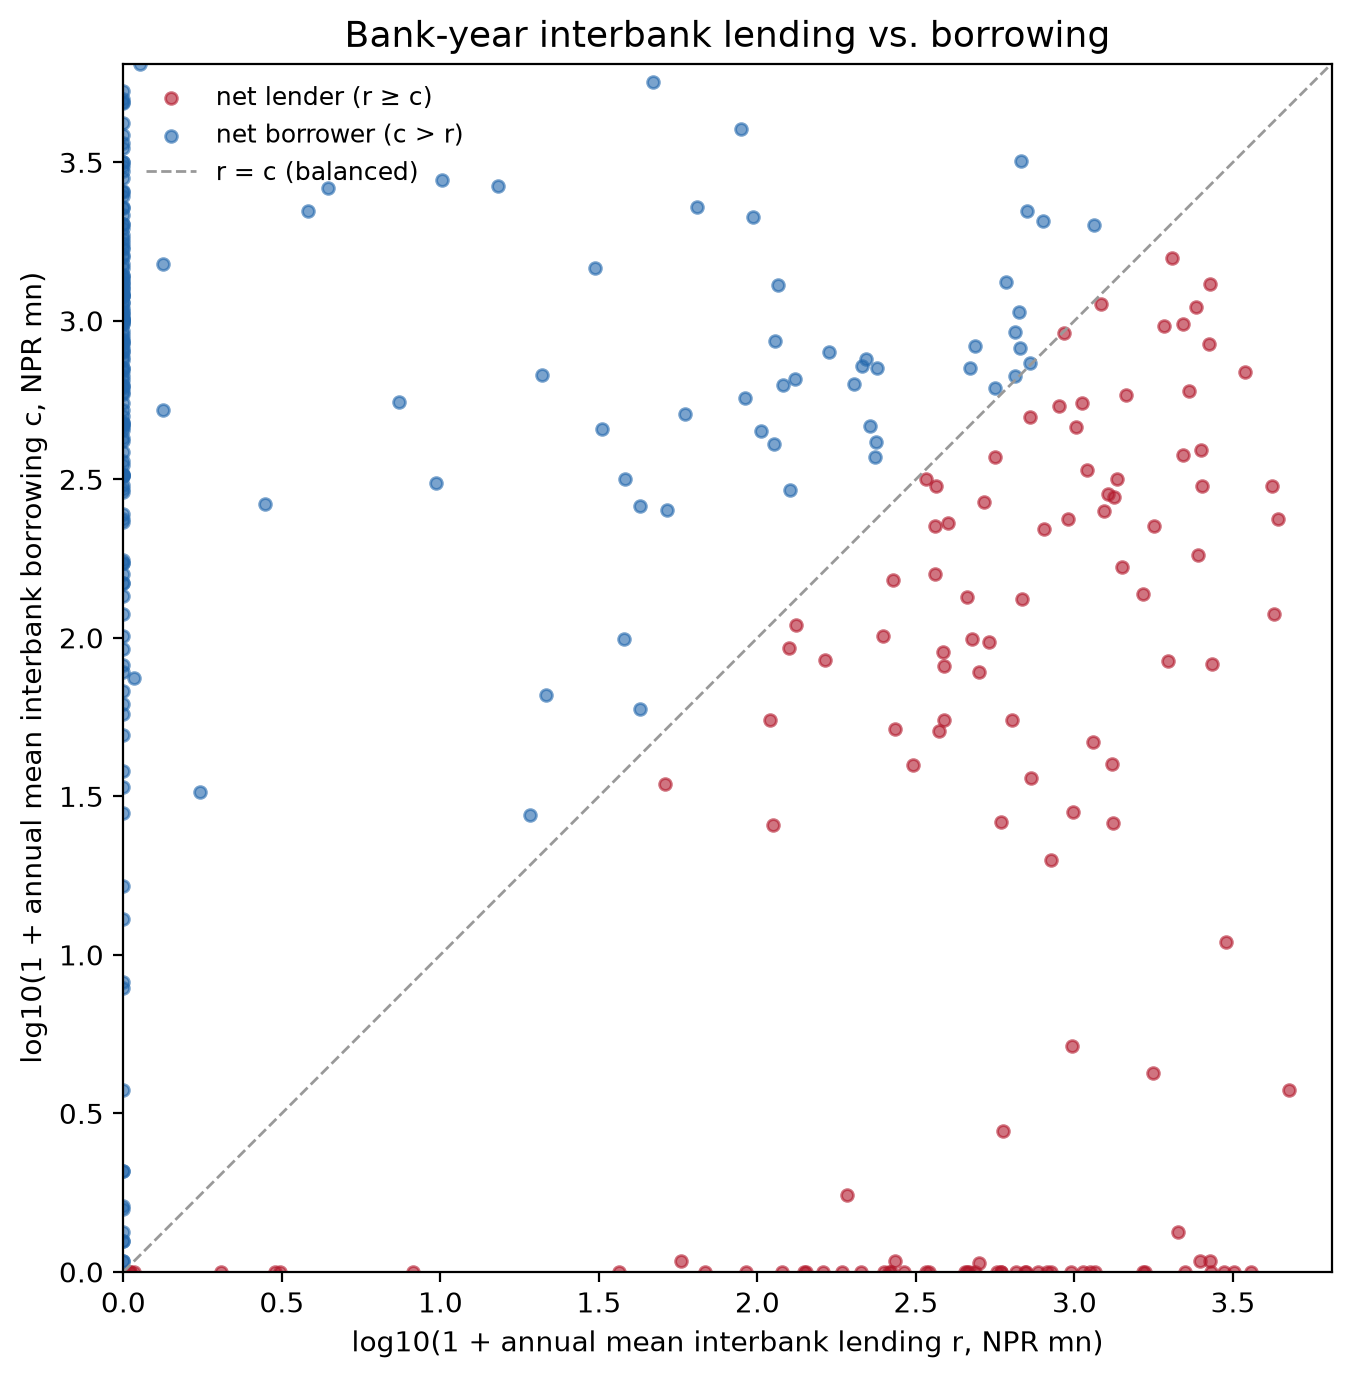 Bank-year interbank lending vs. borrowing
net lender (r ≥ c)
net borrower (c > r)
r = c (balanced)
log10(1 + annual mean interbank borrowing c, NPR mn)
3.5
3.0
2.5
2.0
1.5
1.0
0.5
0.0
0.0 0.5 1.0 1.5 2.0 2.5 3.0 3.5
log10(1 + annual mean interbank lending r, NPR mn)